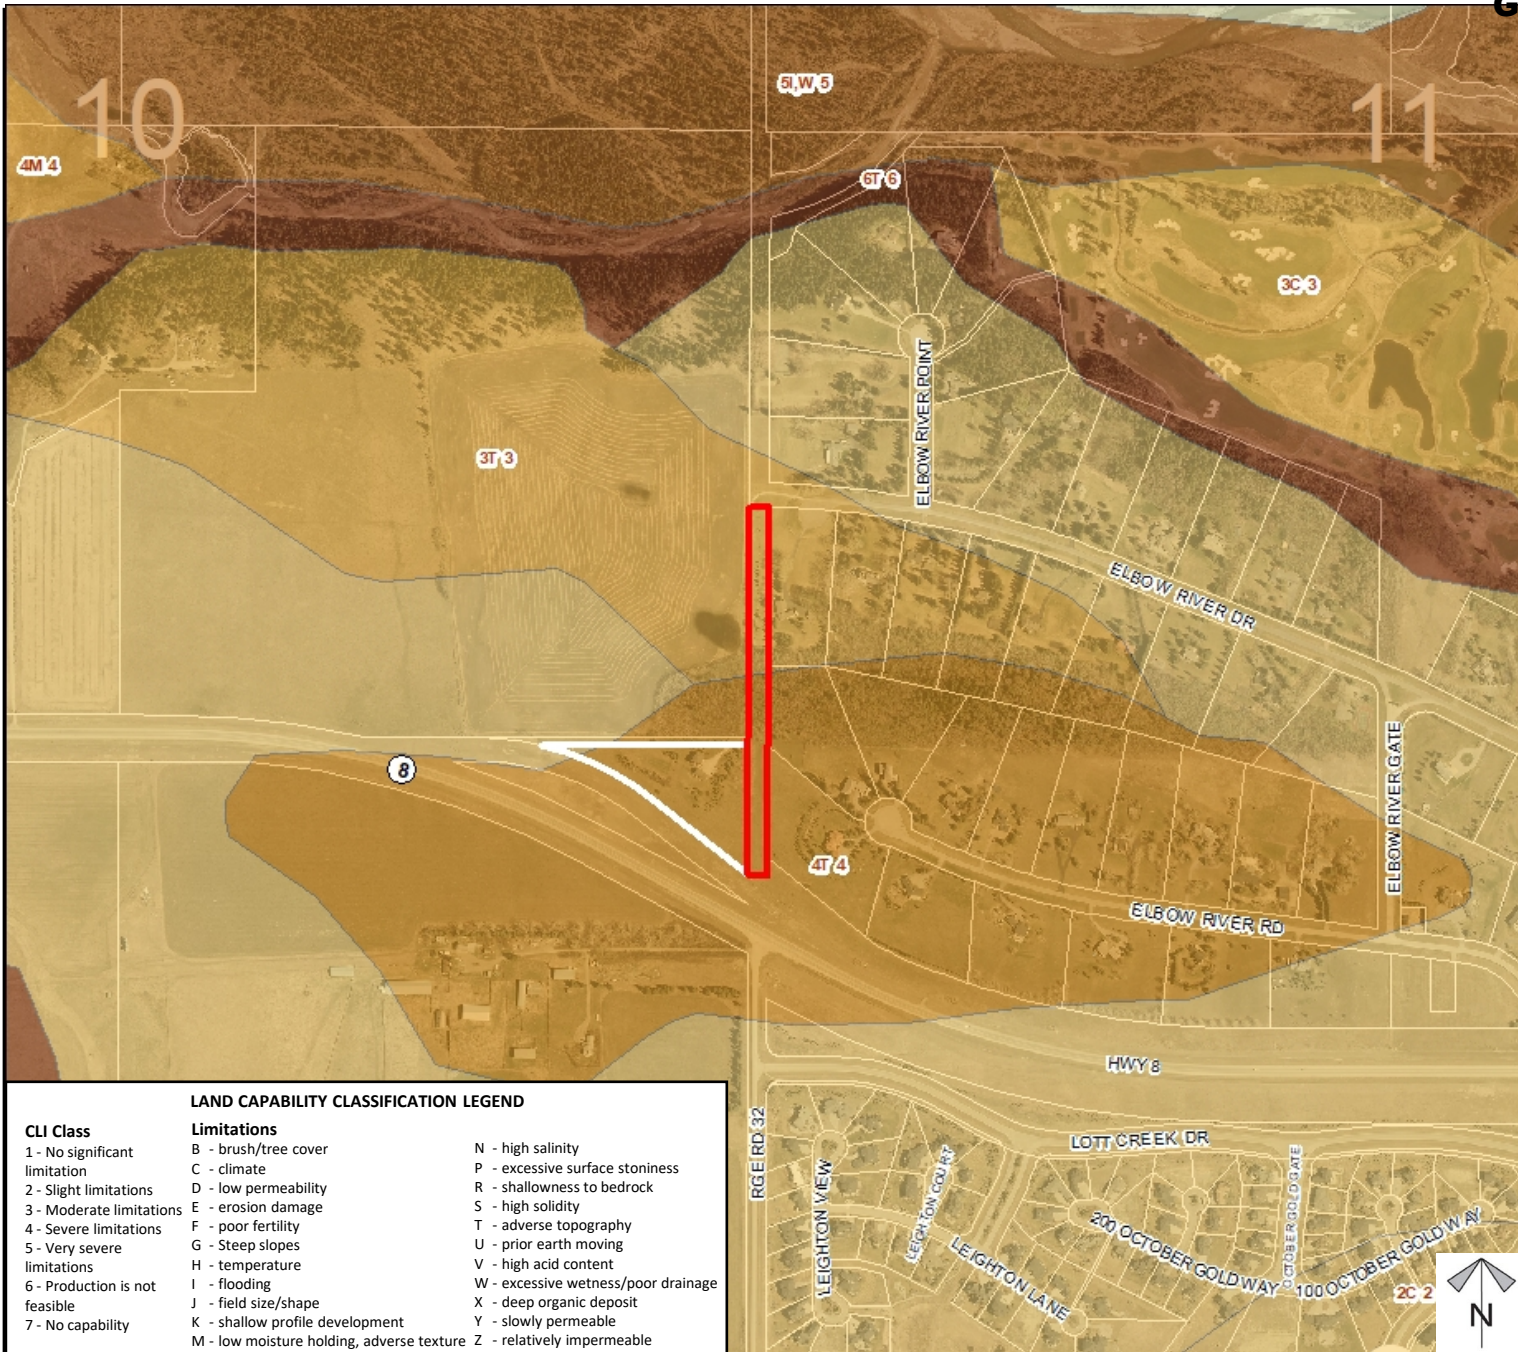 G
10
11
5I,W 5
4M 4
6T 6
3C 3
ELBOW RIVER POINT
3T 3
ELBOW RIVER DR
8
ELBOW RIVER GATE
4T 4
ELBOW RIVER RD
HWY 8
RGE RD 32
LOTT CREEK DR
LEIGHTON VIEW
LEIGHTON COURT
LEIGHTON LANE
200 OCTOBER GOLD WAY
OCTOBER GOLD GATE
100 OCTOBER GOLD WAY
2C 2
N
LAND CAPABILITY CLASSIFICATION LEGEND
CLI Class
1 - No significant
limitation
2 - Slight limitations
3 - Moderate limitations
4 - Severe limitations
5 - Very severe
limitations
6 - Production is not
feasible
7 - No capability
Limitations
B - brush/tree cover
C - climate
D - low permeability
E - erosion damage
F - poor fertility
G - Steep slopes
H - temperature
I - flooding
J - field size/shape
K - shallow profile development
M - low moisture holding, adverse texture
N - high salinity
P - excessive surface stoniness
R - shallowness to bedrock
S - high solidity
T - adverse topography
U - prior earth moving
V - high acid content
W - excessive wetness/poor drainage
X - deep organic deposit
Y - slowly permeable
Z - relatively impermeable